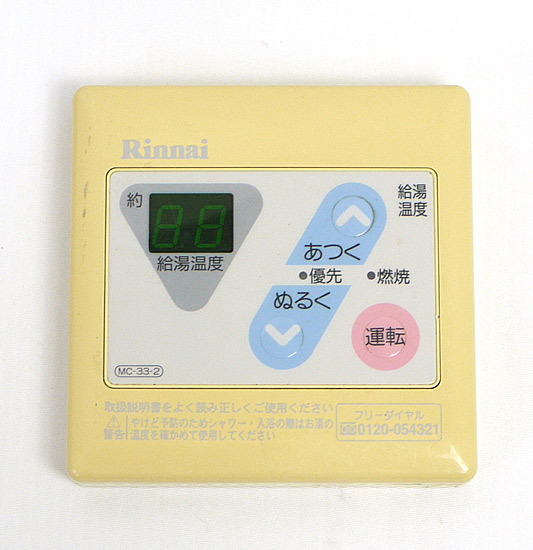 Rinnai
約
88
給湯温度
給湯
温度
あつく
優先
燃焼
ぬるく
運転
MC-33-2
取扱説明書をよく読み正しくご使用ください
警告 やけど予防のためシャワー・入浴の際はお湯の
温度を確かめて使用してください
フリーダイヤル
0120-054321